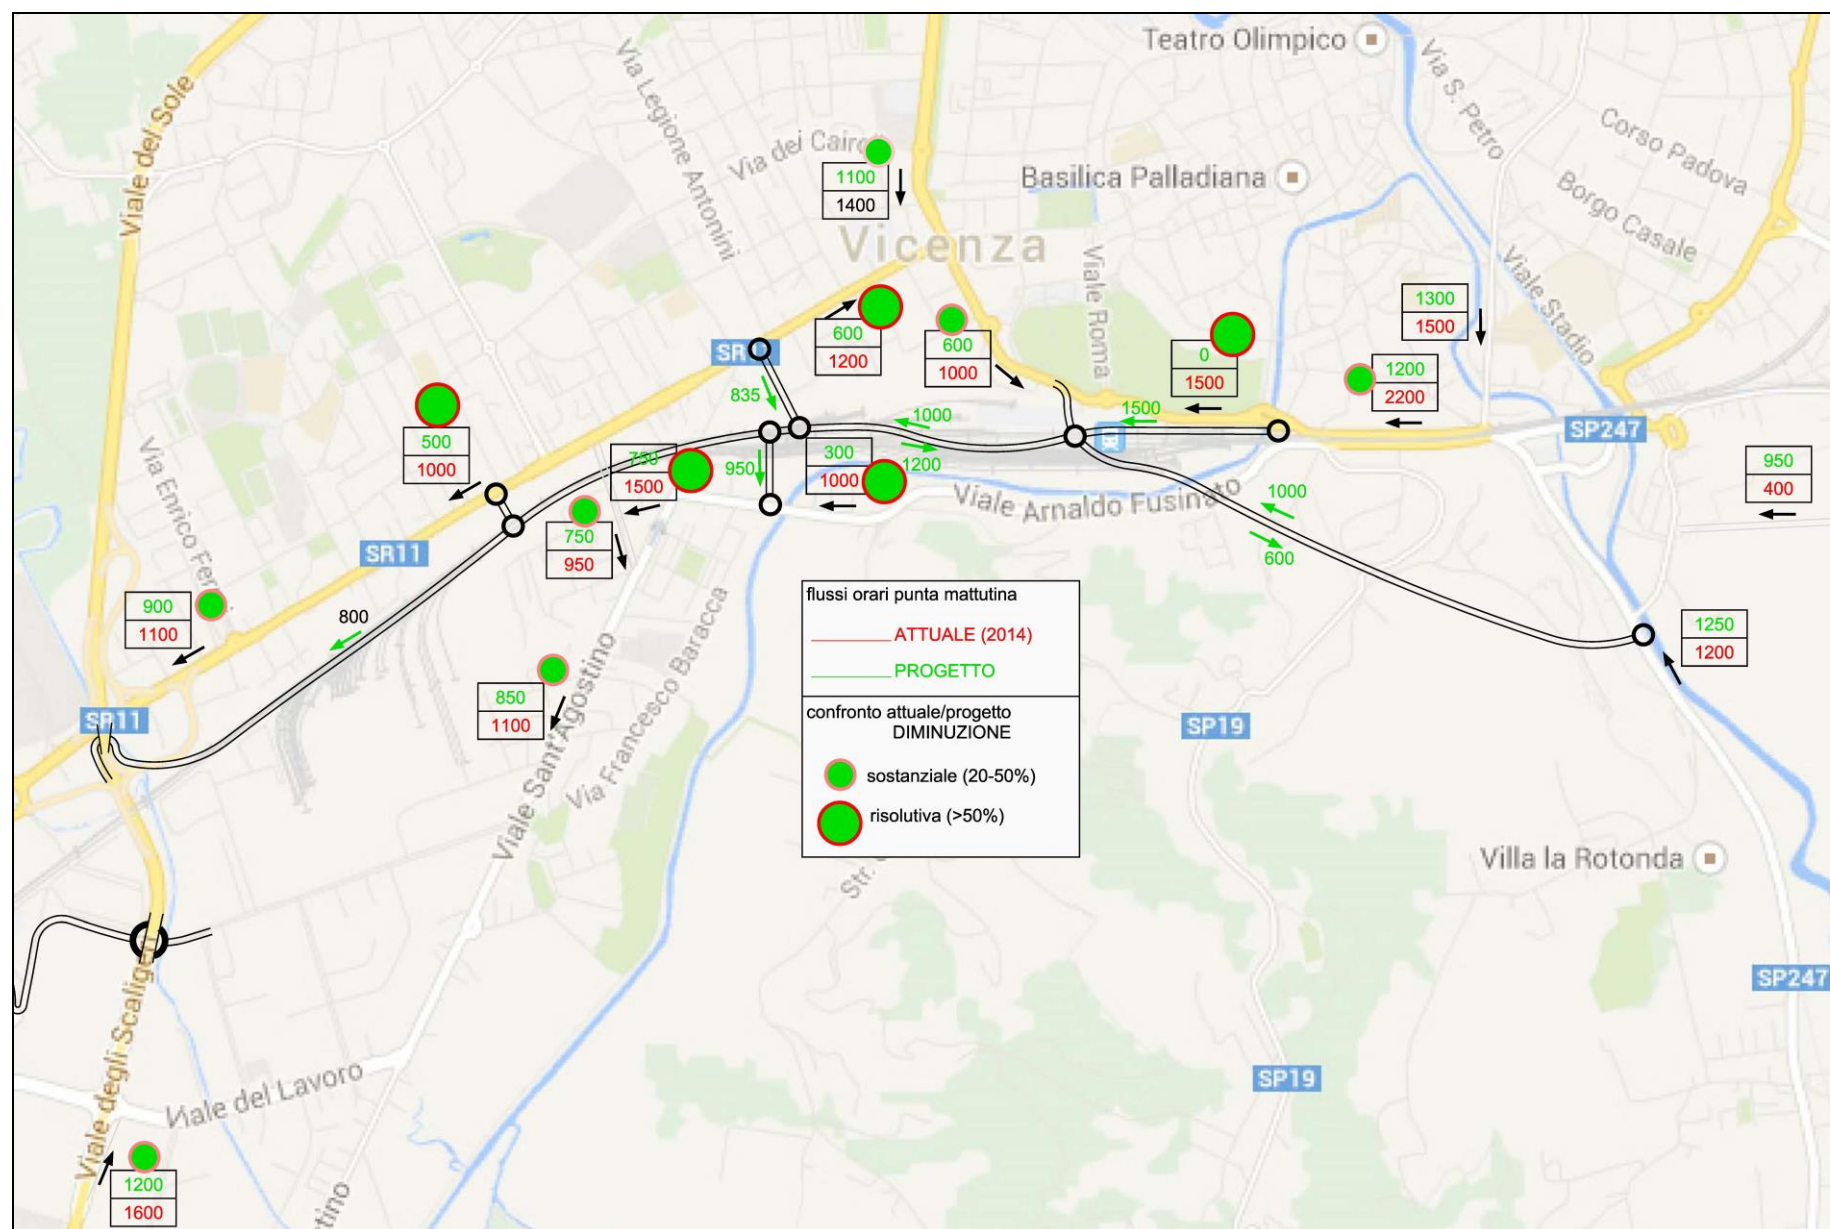 Teatro Olimpico
Via S. Petro
Corso Padova
Viale del Sole
Via Legione Antonini
Via dei Cairoli
1100
1400
Basilica Palladiana
Borgo Casale
Vicenza
Viale Roma
Viale Stadio
1300
1500
600
1200
600
1000
0
1500
1200
2200
835
1000
1500
SP247
500
1000
750
1500
950
300
1000
1200
Viale Arnaldo Fusinato
950
400
Via Enrico Fermi
SR11
750
950
1000
600
900
1100
800
flussi orari punta mattutina
ATTUALE (2014)
PROGETTO
confronto attuale/progetto
DIMINUZIONE
sostanziale (20-50%)
risolutiva (>50%)
1250
1200
850
1100
SR11
Viale Sant'Agostino
Via Francesco Baracca
SP19
Str.
Villa la Rotonda
Viale degli Scaligeri
SP247
SP19
Viale del Lavoro
1200
1600
stino